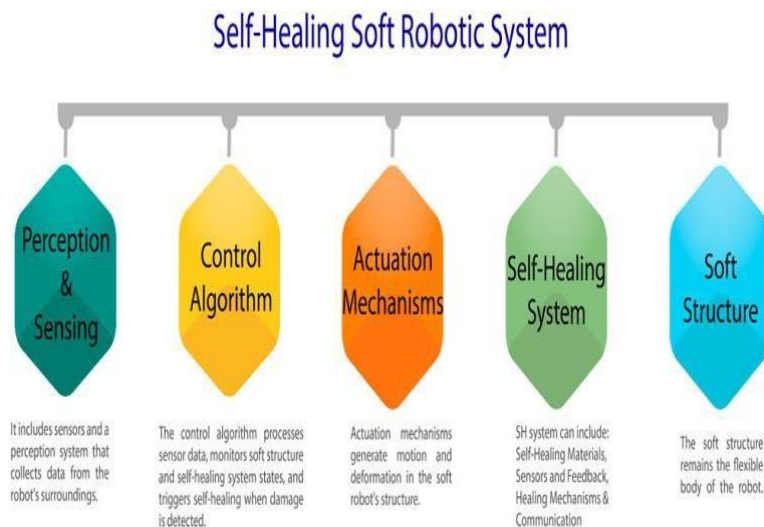 Self-Healing Soft Robotic System
Perception
&
Sensing
Control
Algorithm
Actuation
Mechanisms
Self-Healing
System
Soft
Structure
It includes sensors and a
perception system that
collects data from the
robot's surroundings.
The control algorithm processes
sensor data, monitors soft structure
and self-healing system states, and
triggers self-healing when damage
is detected.
Actuation mechanisms
generate motion and
deformation in the soft
robot's structure.
SH system can include:
Self-Healing Materials,
Sensors and Feedback,
Healing Mechanisms &
Communication
The soft structure
remains the flexible
body of the robot.